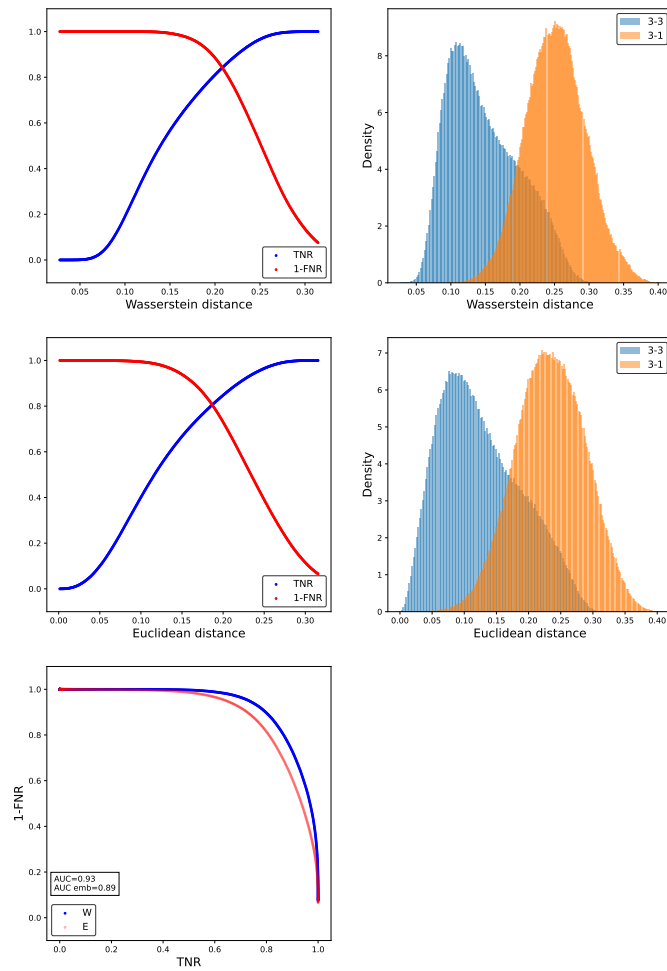 1.0
0.8
0.6
0.4
0.2
0.0
0.05 0.10 0.15 0.20 0.25 0.30
Wasserstein distance
TNR
1-FNR
Density
8
6
4
2
0
0.05 0.10 0.15 0.20 0.25 0.30 0.35 0.40
Wasserstein distance
3-3
3-1
1.0
0.8
0.6
0.4
0.2
0.0
0.00 0.05 0.10 0.15 0.20 0.25 0.30
Euclidean distance
TNR
1-FNR
Density
7
6
5
4
3
2
1
0
0.00 0.05 0.10 0.15 0.20 0.25 0.30 0.35 0.40
Euclidean distance
3-3
3-1
1-FNR
1.0
0.8
0.6
0.4
0.2
0.0
AUC=0.93
AUC emb=0.89
W
E
0.0 0.2 0.4 0.6 0.8 1.0
TNR